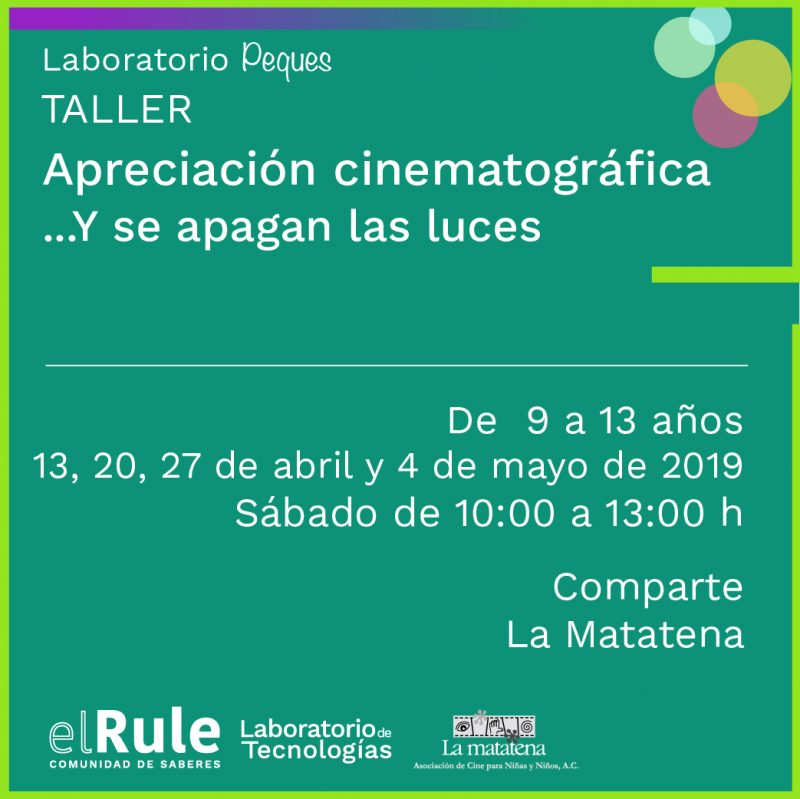 Laboratorio Peques
TALLER
Apreciación cinematográfica
...Y se apagan las luces
De 9 a 13 años
13, 20, 27 de abril y 4 de mayo de 2019
Sábado de 10:00 a 13:00 h
Comparte
La Matatena
elRule
COMUNIDAD DE SABERES
Laboratorio de
Tecnologías
La matatena
Asociación de Cine para Niñas y Niños, A.C.